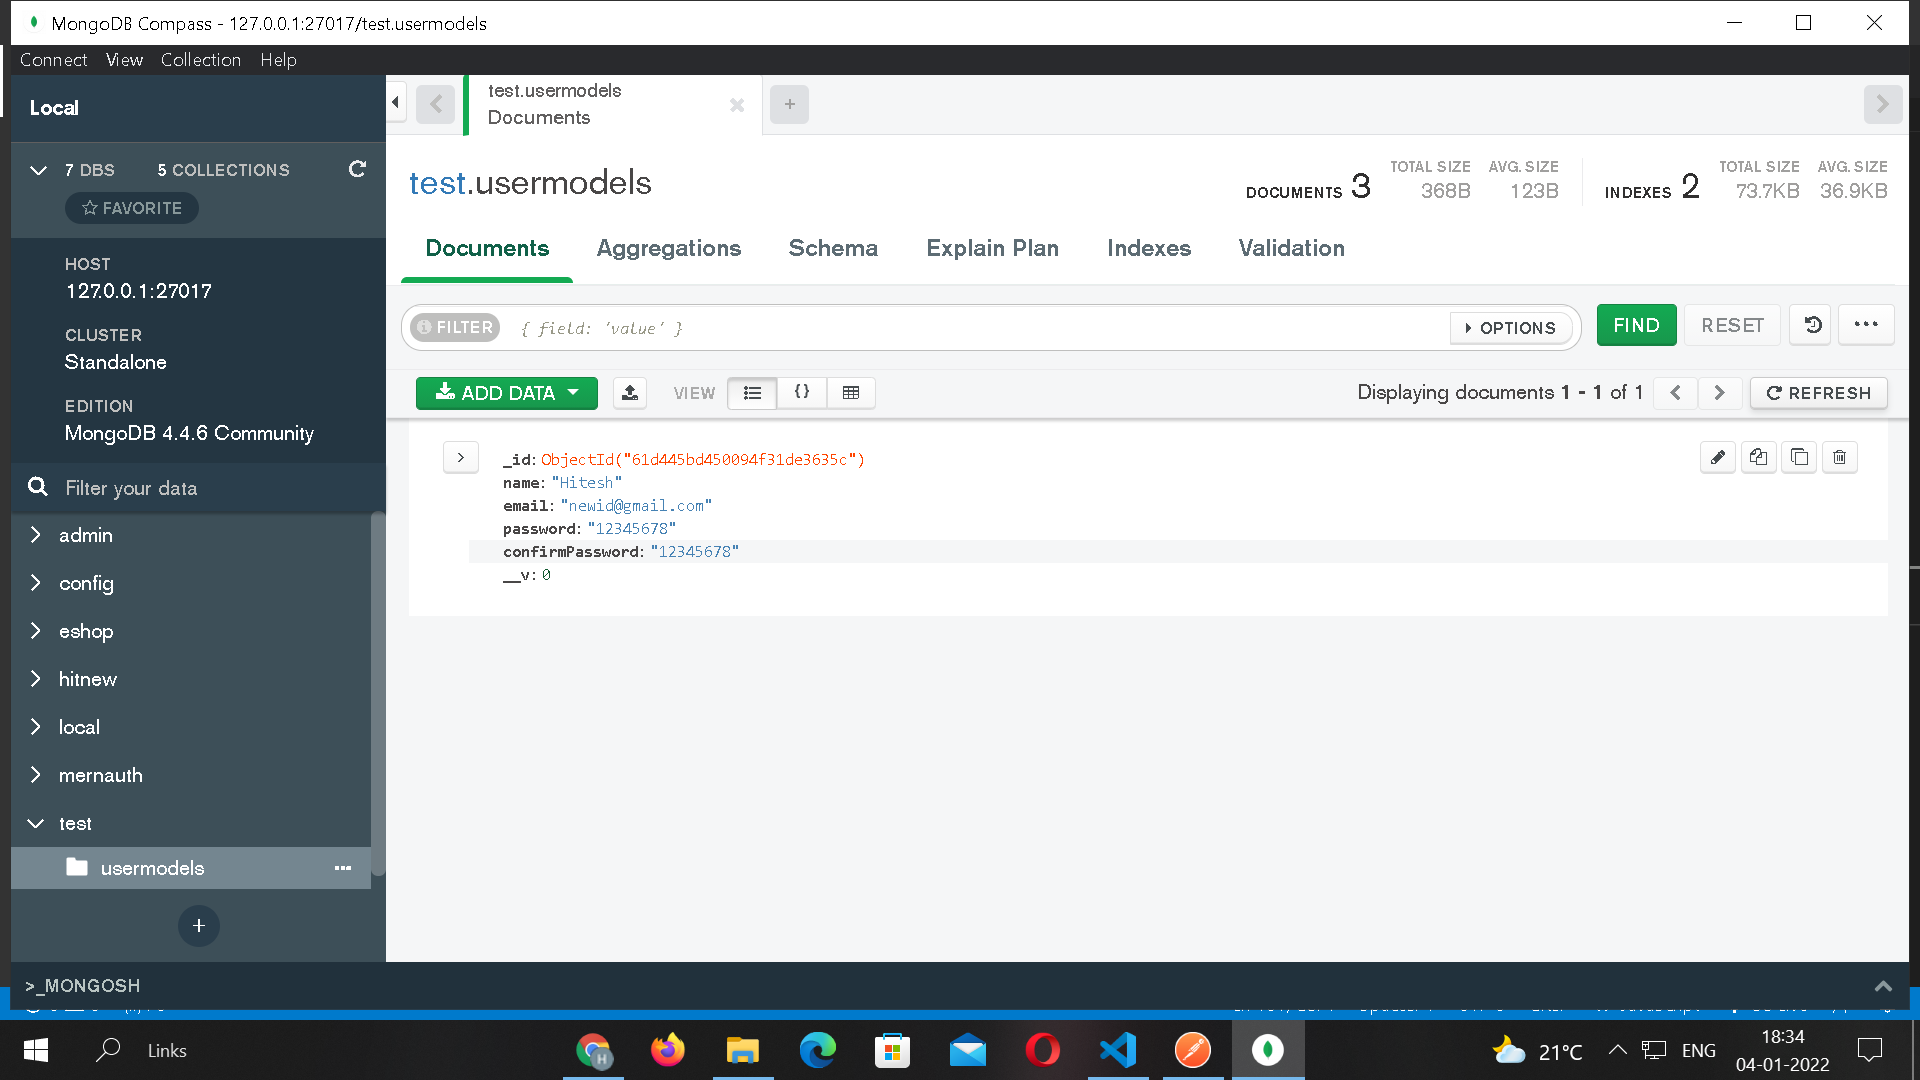 MongoDB Compass - 127.0.0.1:27017/test.usermodels
Connect View Collection Help
Local
7 DBS 5 COLLECTIONS
FAVORITE
HOST
127.0.0.1:27017
CLUSTER
Standalone
EDITION
MongoDB 4.4.6 Community
Filter your data
admin
config
eshop
hitnew
local
mernauth
test
usermodels
test.usermodels
Documents
test.usermodels
DOCUMENTS 3
TOTAL SIZE 368B
AVG. SIZE 123B
INDEXES 2
TOTAL SIZE 73.7KB
AVG. SIZE 36.9KB
Documents Aggregations Schema Explain Plan Indexes Validation
FILTER { field: 'value' } OPTIONS FIND RESET
ADD DATA VIEW {} Displaying documents 1 - 1 of 1 REFRESH
_id: ObjectId("61d445bd450094f31de3635c")
name: "Hitesh"
email: "newid@gmail.com"
password: "12345678"
confirmPassword: "12345678"
__v: 0
>_MONGOSH
Links
H
21°C
ENG
18:34
04-01-2022